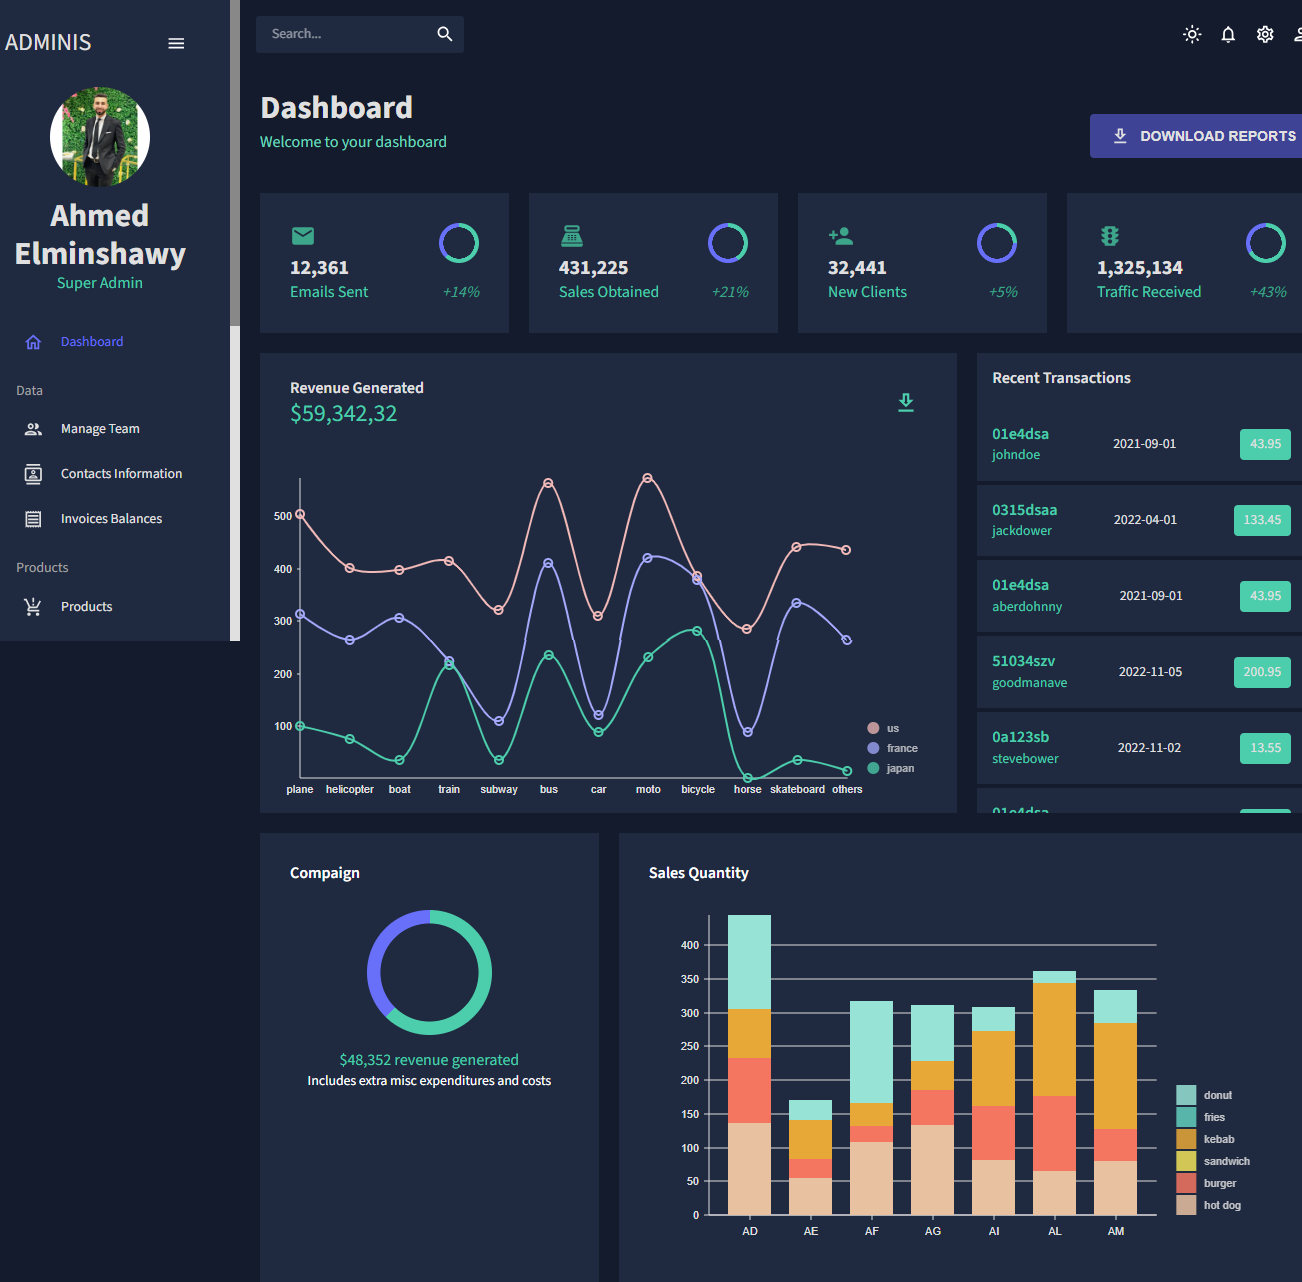 ADMINIS
Search...
Ahmed
Elminshawy
Super Admin
Dashboard
Data
Manage Team
Contacts Information
Invoices Balances
Products
Products
Dashboard
Welcome to your dashboard
DOWNLOAD REPORTS
12,361
Emails Sent +14%
431,225
Sales Obtained +21%
32,441
New Clients +5%
1,325,134
Traffic Received +43%
Revenue Generated
$59,342,32
500
400
300
200
100
plane helicopter boat train subway bus car moto bicycle horse skateboard others
us
france
japan
Recent Transactions
01e4dsa
johndoe
2021-09-01
43.95
0315dsaa
jackdower
2022-04-01
133.45
01e4dsa
aberdohnny
2021-09-01
43.95
51034szv
goodmanave
2022-11-05
200.95
0a123sb
stevebower
2022-11-02
13.55
01e4dsa
Compaign
$48,352 revenue generated
Includes extra misc expenditures and costs
Sales Quantity
400
350
300
250
200
150
100
50
0
AD AE AF AG AI AL AM
donut
fries
kebab
sandwich
burger
hot dog